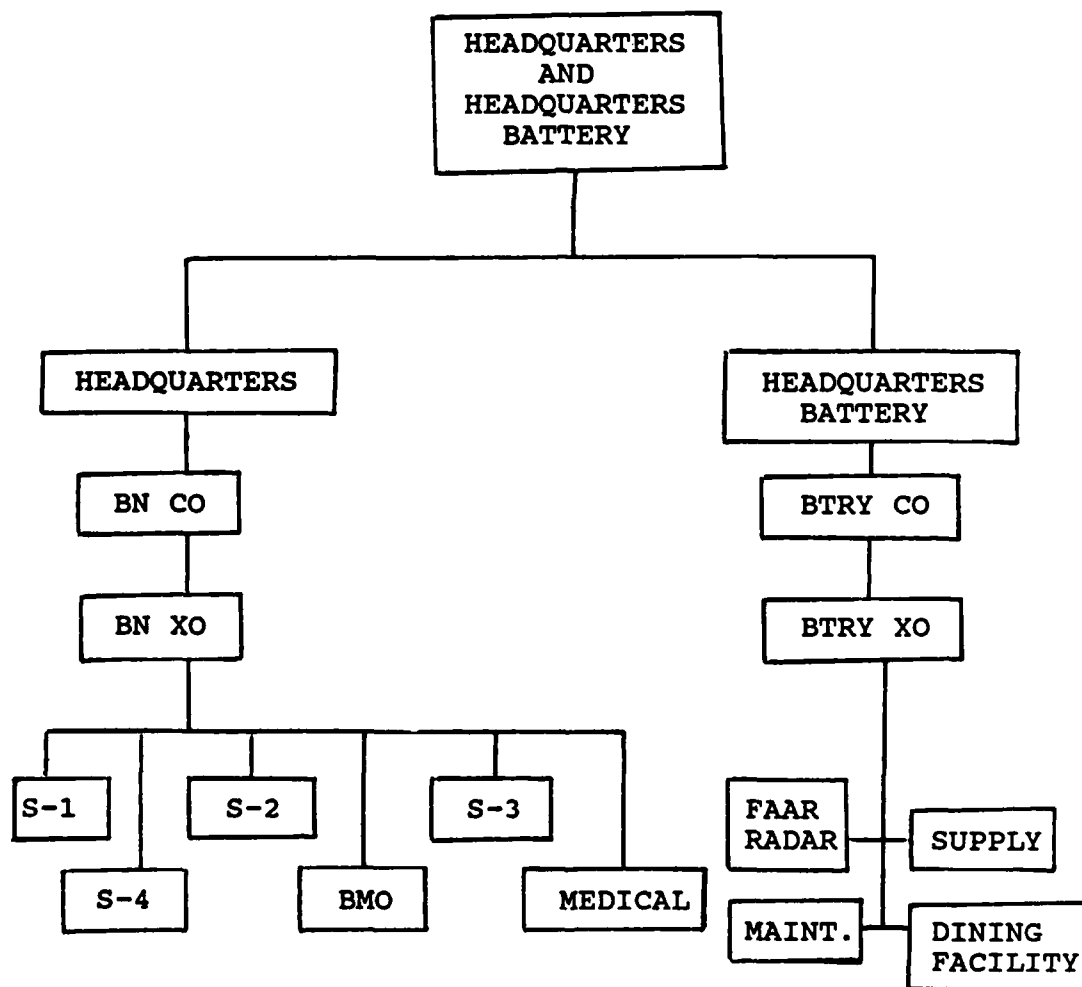 HEADQUARTERS
AND
HEADQUARTERS
BATTERY
HEADQUARTERS
HEADQUARTERS
BATTERY
BN CO
BTRY CO
BN XO
BTRY XO
S-1
S-2
S-3
S-4
BMO
MEDICAL
FAAR
RADAR
SUPPLY
MAINT.
DINING
FACILITY